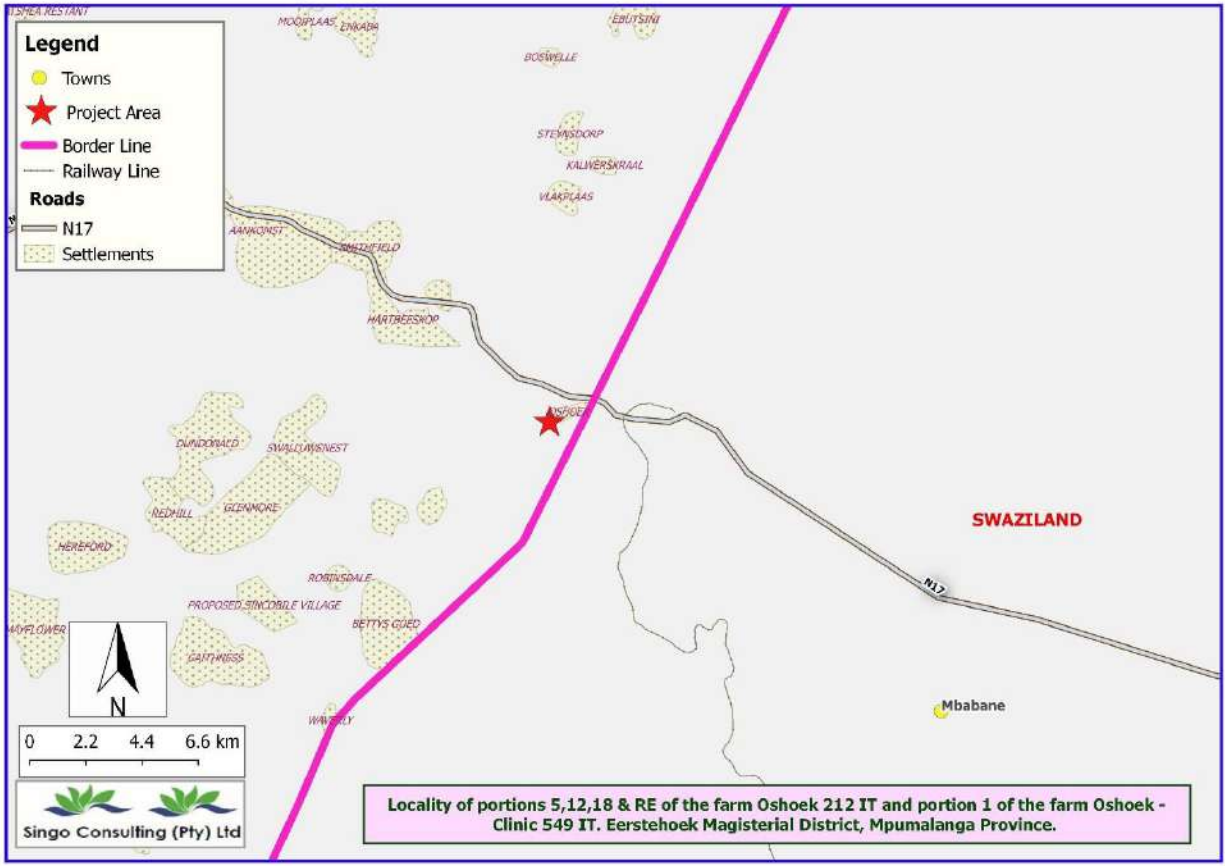 TSHEA RESTANT
MOOIPLAAS
ENKABA
EBUTSINI
BOSWELLE
Legend
Towns
Project Area
Border Line
Railway Line
Roads
N17
Settlements
STEYNSDORP
KALWERSKRAAL
VLAKPLAAS
AANKOMST
SMITHFIELD
HARTBEESKOP
OSHOEK
DUNDONALD
SWALLUWSNEST
REDHILL
GLENMORE
HEREFORD
SWAZILAND
N17
ROBINSDALE
PROPOSED SINCOBILE VILLAGE
MAYFLOWER
BETTYS GOED
CAITHNESS
WAVERLY
Mbabane
N
0 2.2 4.4 6.6 km
Singo Consulting (Pty) Ltd
Locality of portions 5,12,18 & RE of the farm Oshoek 212 IT and portion 1 of the farm Oshoek -
Clinic 549 IT. Eerstehoek Magisterial District, Mpumalanga Province.